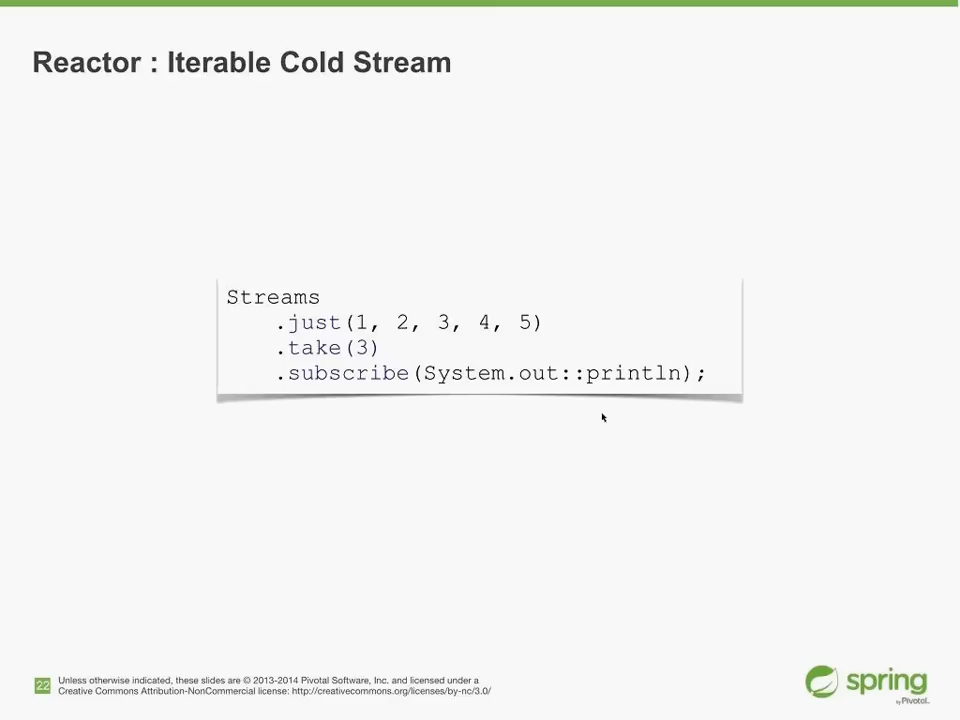 Reactor : Iterable Cold Stream
Streams
.just(1, 2, 3, 4, 5)
.take(3)
.subscribe(System.out::println);
22
Unless otherwise indicated, these slides are © 2013-2014 Pivotal Software, Inc. and licensed under a
Creative Commons Attribution-NonCommercial license: http://creativecommons.org/licenses/by-nc/3.0/
spring
by Pivotal.